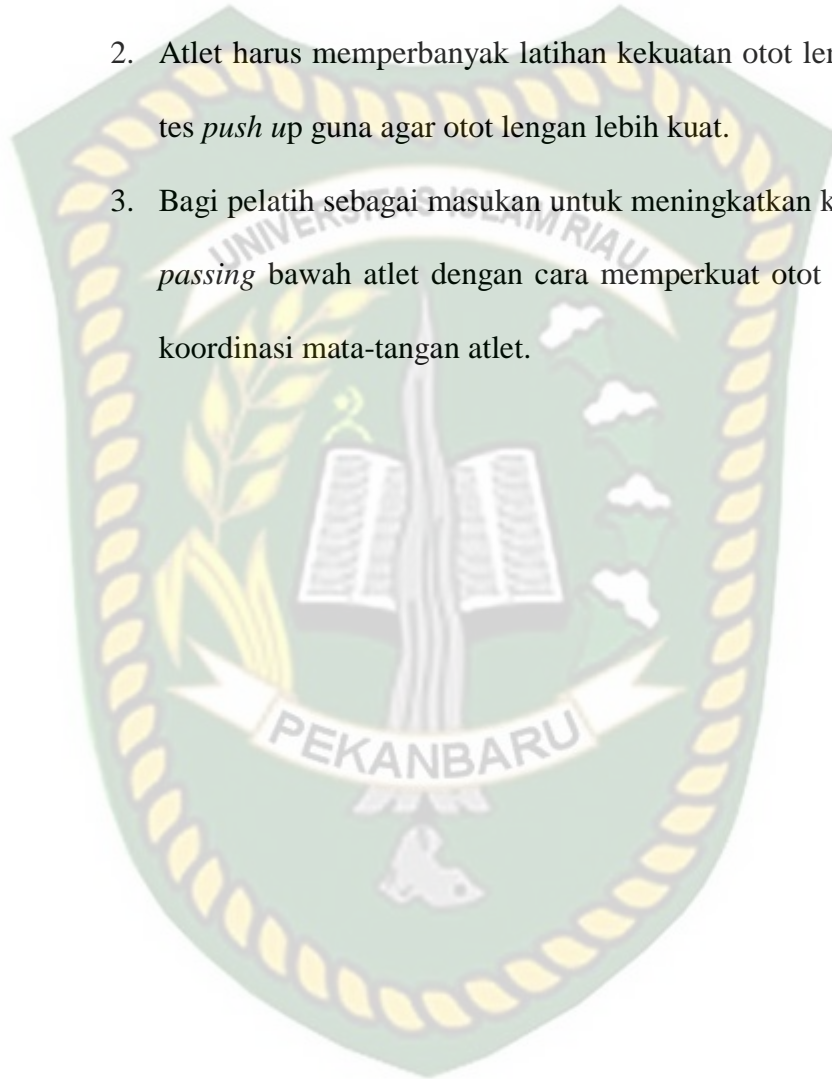 2. Atlet harus memperbanyak latihan kekuatan otot
tes push up guna agar otot lengan lebih kuat.
3. Bagi pelatih sebagai masukan untuk meningkatkan
UNIVERSITAS ISLAM RIAU
passing bawah atlet dengan cara memperkuat otot
koordinasi mata-tangan atlet.
PEKANBARU